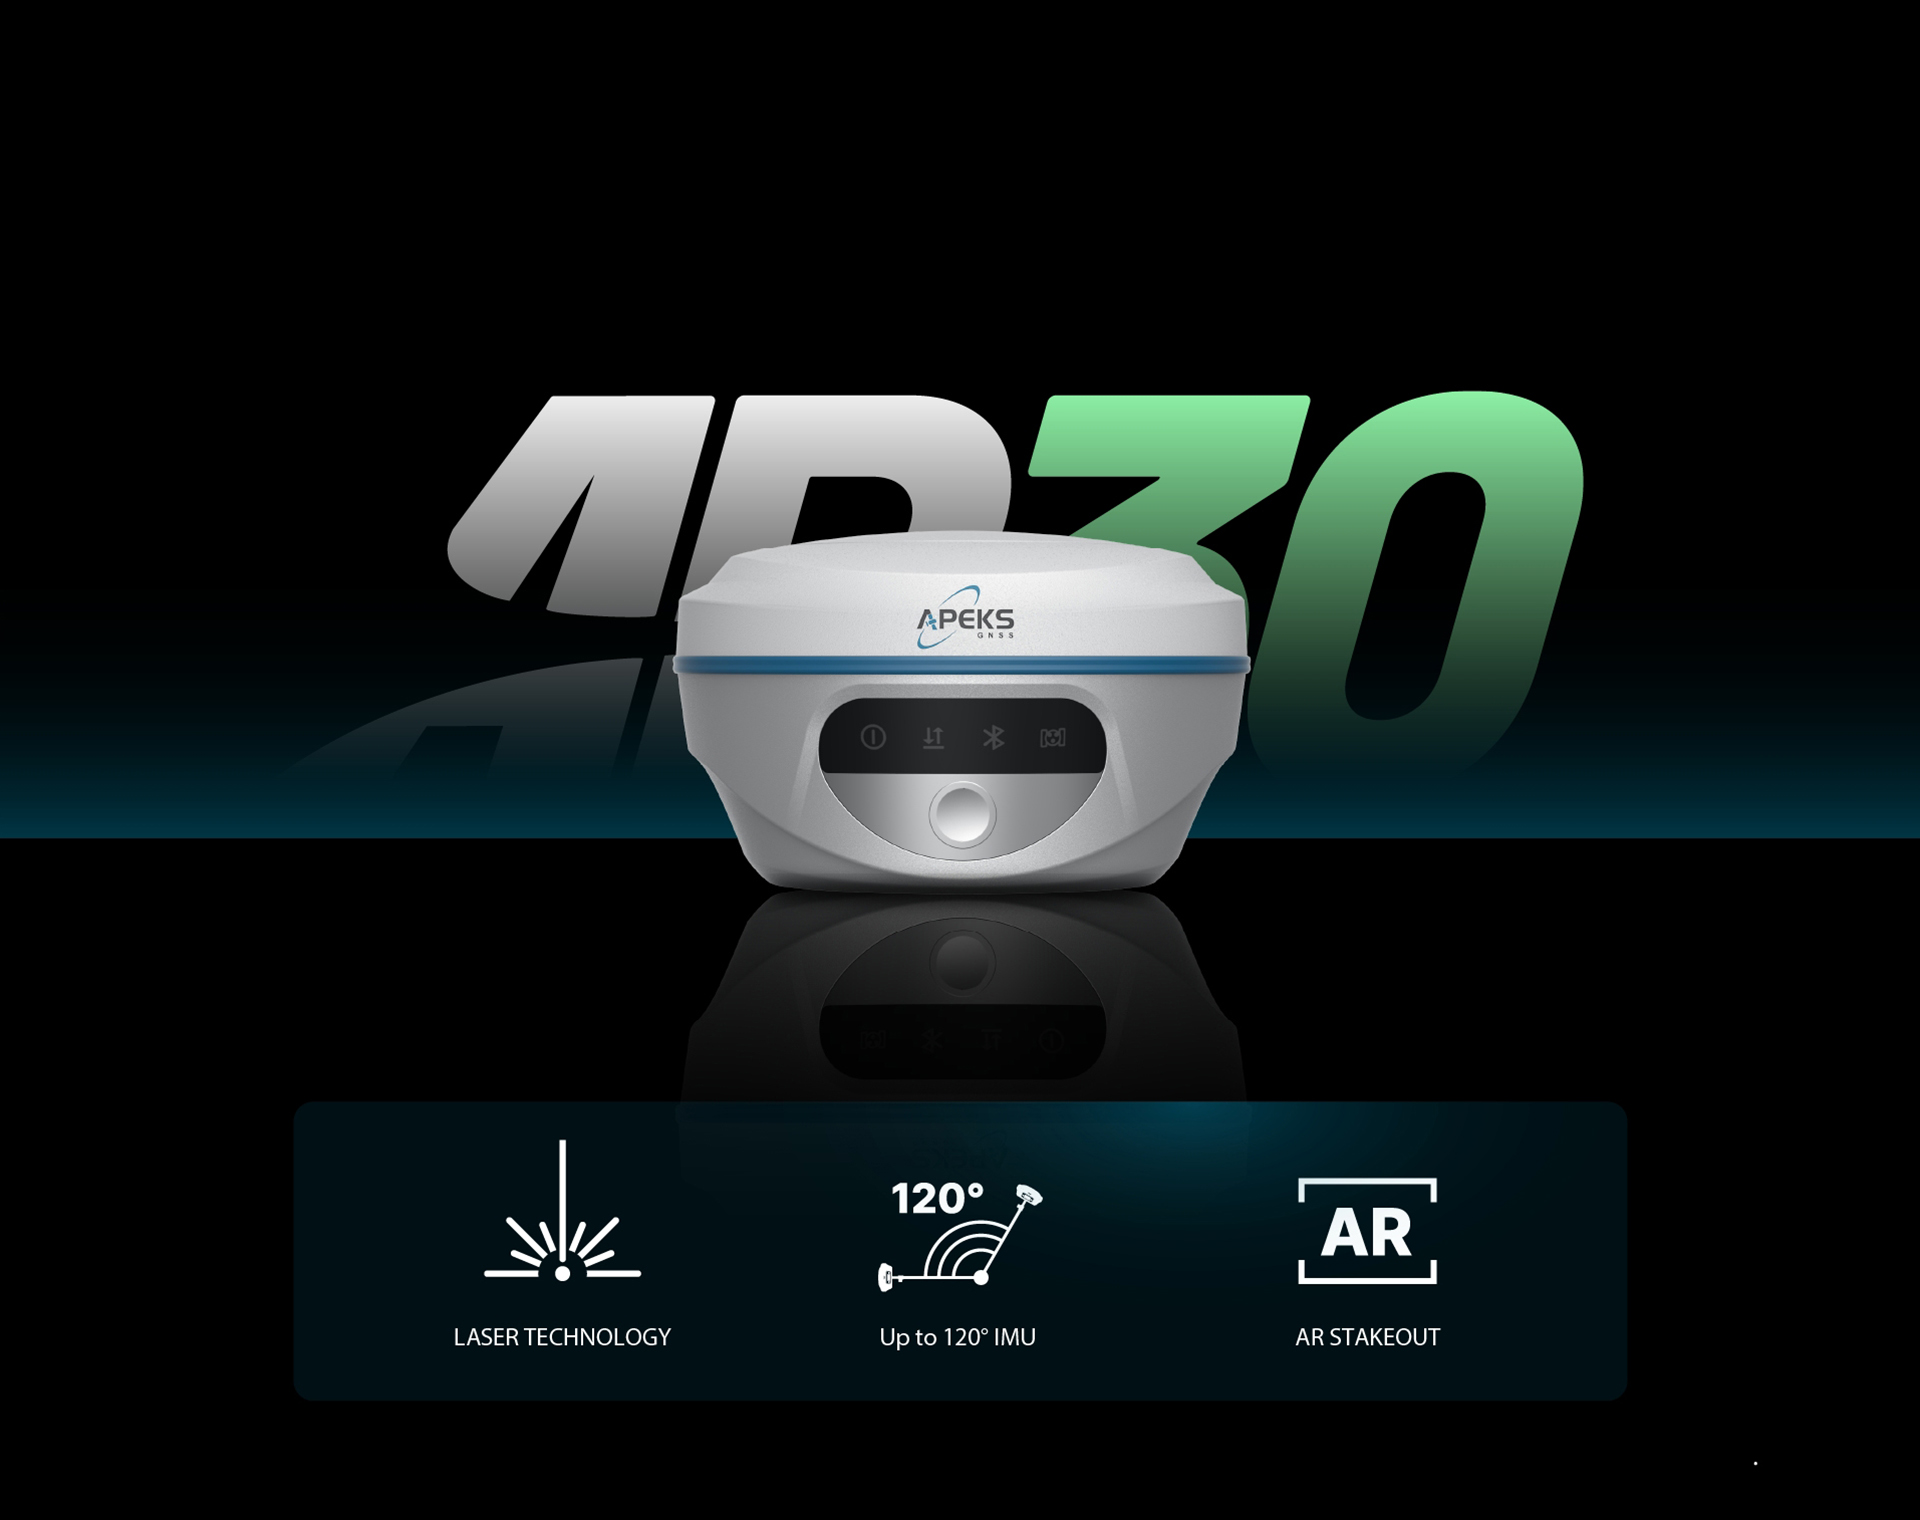 AP30
APEKS
GNSS
120°
AR
LASER TECHNOLOGY
Up to 120° IMU
AR STAKEOUT